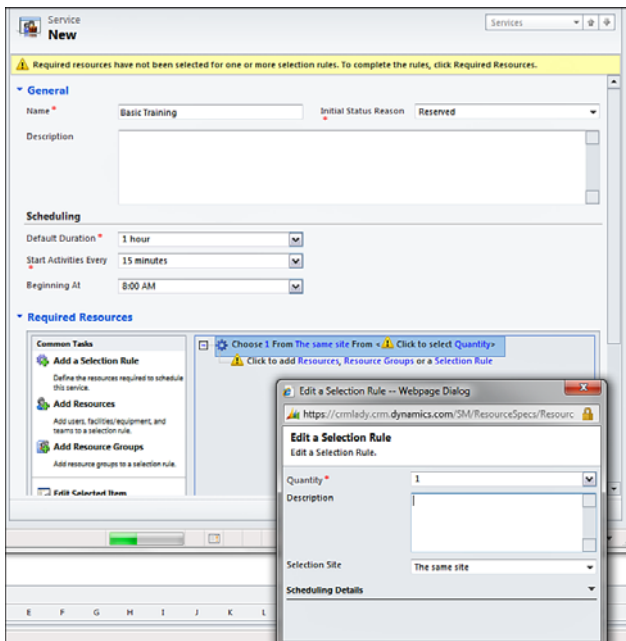 Service
New
Services
Required resources have not been selected for one or more selection rules. To complete the rules, click Required Resources.
General
Name *
Basic Training
Initial Status Reason *
Reserved
Description
Scheduling
Default Duration *
1 hour
Start Activities Every *
15 minutes
Beginning At
8:00 AM
Required Resources
Common Tasks
Add a Selection Rule
Define the resources required to schedule
this service.
Add Resources
Add users, facilities/equipment, and
teams to a selection rule.
Add Resource Groups
Add resource groups to a selection rule.
Edit Selected Item
Choose 1 From The same site From < Click to select Quantity>
Click to add Resources, Resource Groups or a Selection Rule
Edit a Selection Rule -- Webpage Dialog
https://crmlady.crm.dynamics.com/SM/ResourceSpecs/Resourc
Edit a Selection Rule
Edit a Selection Rule.
Quantity *
1
Description
Selection Site
The same site
Scheduling Details
E F G H I J K L